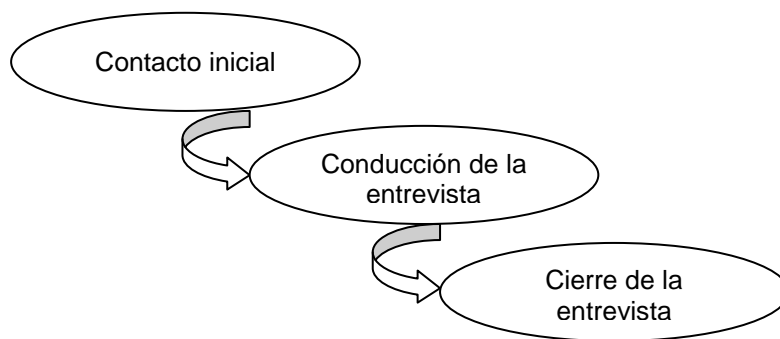 Contacto inicial
Conducción de la
entrevista
Cierre de la
entrevista